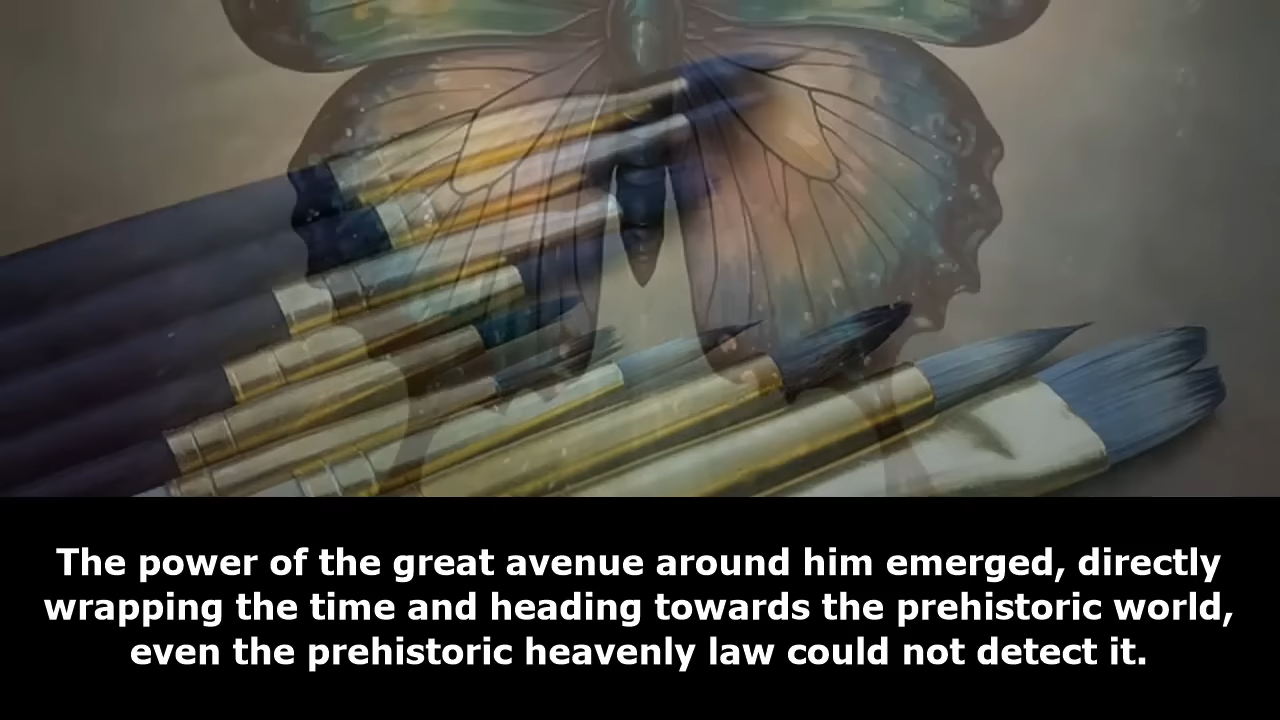 The power of the great avenue around him emerged, directly
wrapping the time and heading towards the prehistoric world,
even the prehistoric heavenly law could not detect it.